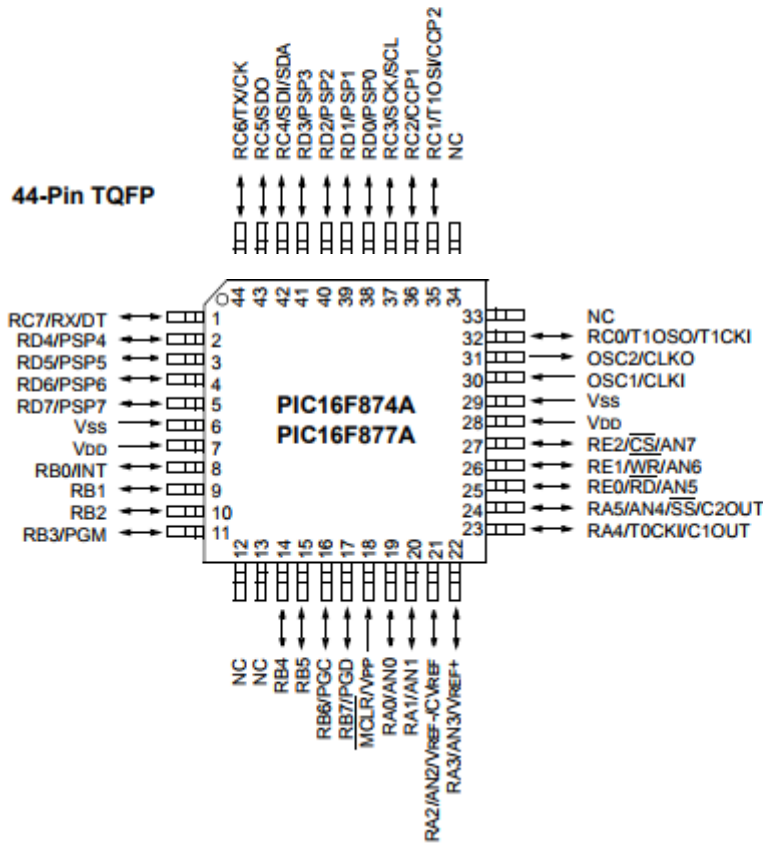 RC6/TX/CK
RC5/SDO
RC4/SDI/SDA
RD3/PSP3
RD2/PSP2
RD1/PSP1
RD0/PSP0
RC3/SCK/SCL
RC2/CCP1
RC1/T1OSI/CCP2
NC
44-Pin TQFP
44
43
42
41
40
39
38
37
36
35
34
RC7/RX/DT 1
RD4/PSP4 2
RD5/PSP5 3
RD6/PSP6 4
RD7/PSP7 5
VSS 6
VDD 7
RB0/INT 8
RB1 9
RB2 10
RB3/PGM 11
PIC16F874A
PIC16F877A
33 NC
32 RC0/T1OSO/T1CKI
31 OSC2/CLKO
30 OSC1/CLKI
29 VSS
28 VDD
27 RE2/CS/AN7
26 RE1/WR/AN6
25 RE0/RD/AN5
24 RA5/AN4/SS/C2OUT
23 RA4/T0CKI/C1OUT
12
13
14
15
16
17
18
19
20
21
22
NC
NC
RB4
RB5
RB6/PGC
RB7/PGD
MCLR/VPP
RA0/AN0
RA1/AN1
RA2/AN2/VREF-/CVREF
RA3/AN3/VREF+